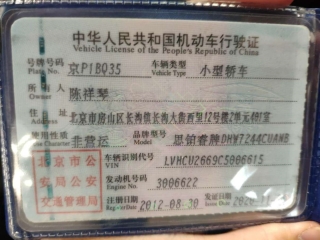 中华人民共和国机动车行驶证
Vehicle License of the People's Republic of China
号牌号码
Plate No.
京P1BQ35
车辆类型
Vehicle Type
小型轿车
所有人
Owner
陈祥琴
住址
Address
北京市房山区长沟镇长沟大街西里12号楼2单元401室
使用性质
非营运
品牌型号
Model
思铂睿牌DHW7244CUAWB
北京市公
安局公安
交通管理局
车辆识别代号
VIN
LVHCU2669C5006615
发动机号码
Engine No.
3006622
注册日期
2012-08-30
发证日期